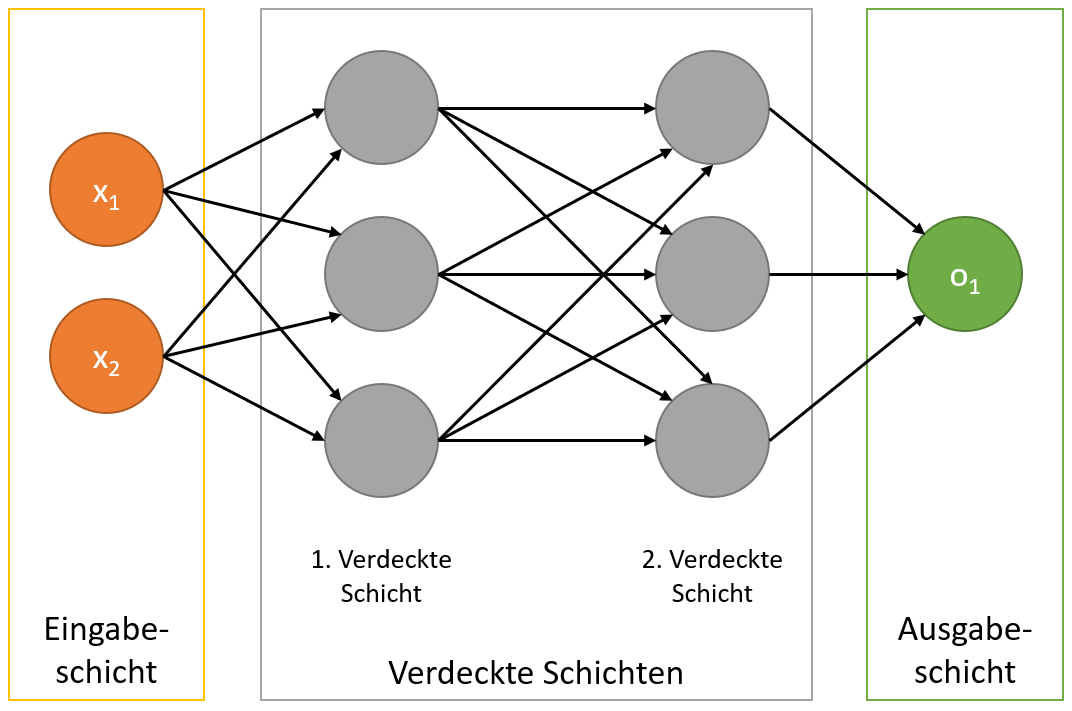 x₁
x₂
o₁
1. Verdeckte
Schicht
2. Verdeckte
Schicht
Eingabe-
schicht
Verdeckte Schichten
Ausgabe-
schicht